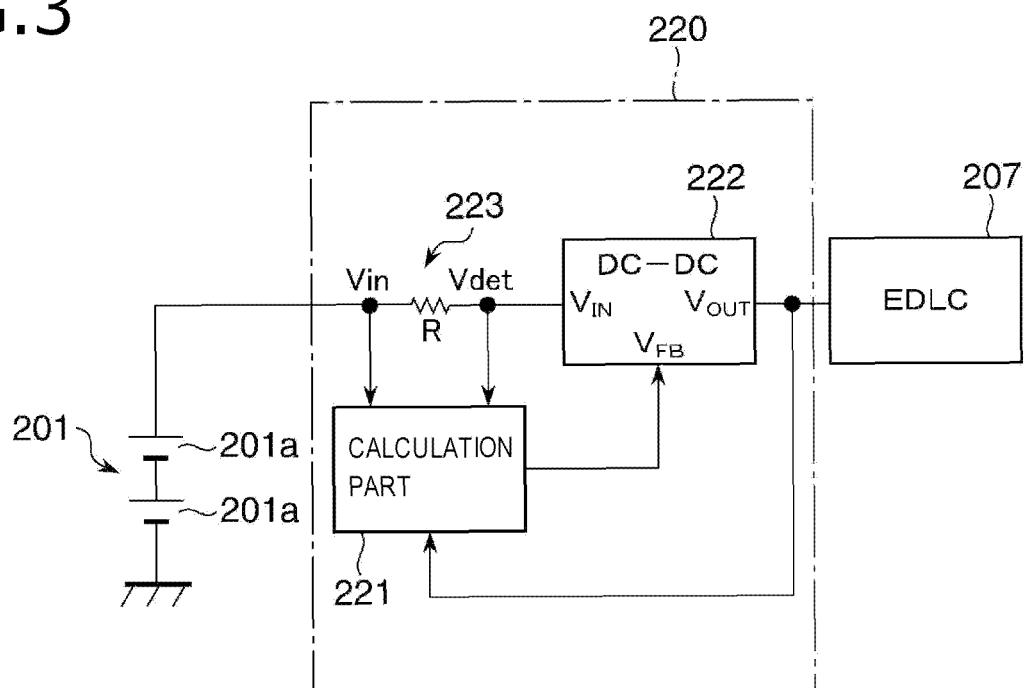 G.3
220
222
207
223
DC-DC
Vin
Vdet
VIN
VOUT
EDLC
R
VFB
201
201a
CALCULATION
PART
201a
221